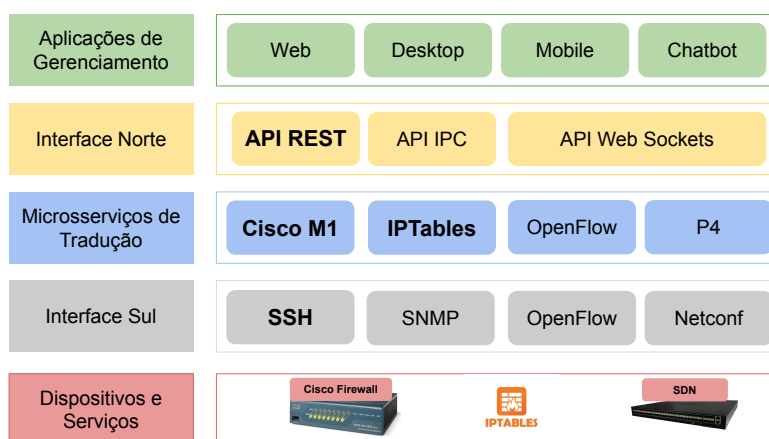 Aplicações de
Gerenciamento
Web
Desktop
Mobile
Chatbot
Interface Norte
API REST
API IPC
API Web Sockets
Microsserviços de
Tradução
Cisco M1
IPTables
OpenFlow
P4
Interface Sul
SSH
SNMP
OpenFlow
Netconf
Dispositivos e
Serviços
Cisco Firewall
IPTABLES
SDN